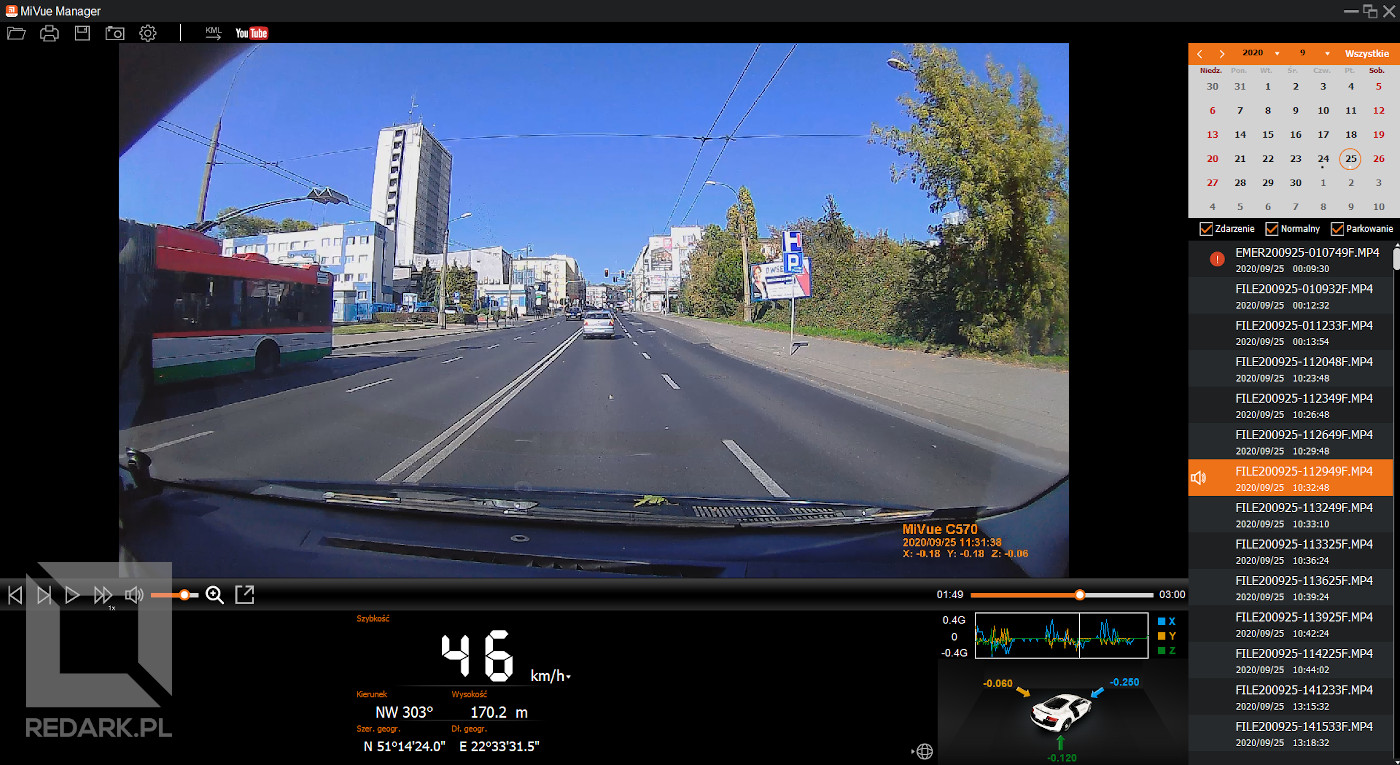 MiVue Manager
KML
YouTube
2020 9 Wszystkie
Niedz. Pon. Wt. Śr. Czw. Pt. Sob.
30 31 1 2 3 4 5
6 7 8 9 10 11 12
13 14 15 16 17 18 19
20 21 22 23 24 25 26
27 28 29 30 1 2 3
4 5 6 7 8 9 10
Zdarzenie Normalny Parkowanie
EMER200925-010749F.MP4
2020/09/25 00:09:30
FILE200925-010932F.MP4
2020/09/25 00:12:32
FILE200925-011233F.MP4
2020/09/25 00:13:54
FILE200925-112048F.MP4
2020/09/25 10:23:48
FILE200925-112349F.MP4
2020/09/25 10:26:48
FILE200925-112649F.MP4
2020/09/25 10:29:48
FILE200925-112949F.MP4
2020/09/25 10:32:48
FILE200925-113249F.MP4
2020/09/25 10:33:10
FILE200925-113325F.MP4
2020/09/25 10:36:24
FILE200925-113625F.MP4
2020/09/25 10:39:24
FILE200925-113925F.MP4
2020/09/25 10:42:24
FILE200925-114225F.MP4
2020/09/25 10:44:02
FILE200925-141233F.MP4
2020/09/25 13:15:32
FILE200925-141533F.MP4
2020/09/25 13:18:32
H
P
MiVue C570
2020/09/25 11:31:38
X: -0.18 Y: -0.18 Z: -0.06
1x
01:49 03:00
Szybkość
46 km/h
Kierunek Wysokość
NW 303° 170.2 m
Szer. geogr. Dł. geogr.
N 51°14'24.0" E 22°33'31.5"
0.4G
0
-0.4G
X
Y
Z
-0.060 -0.250
-0.120
REDARK.PL